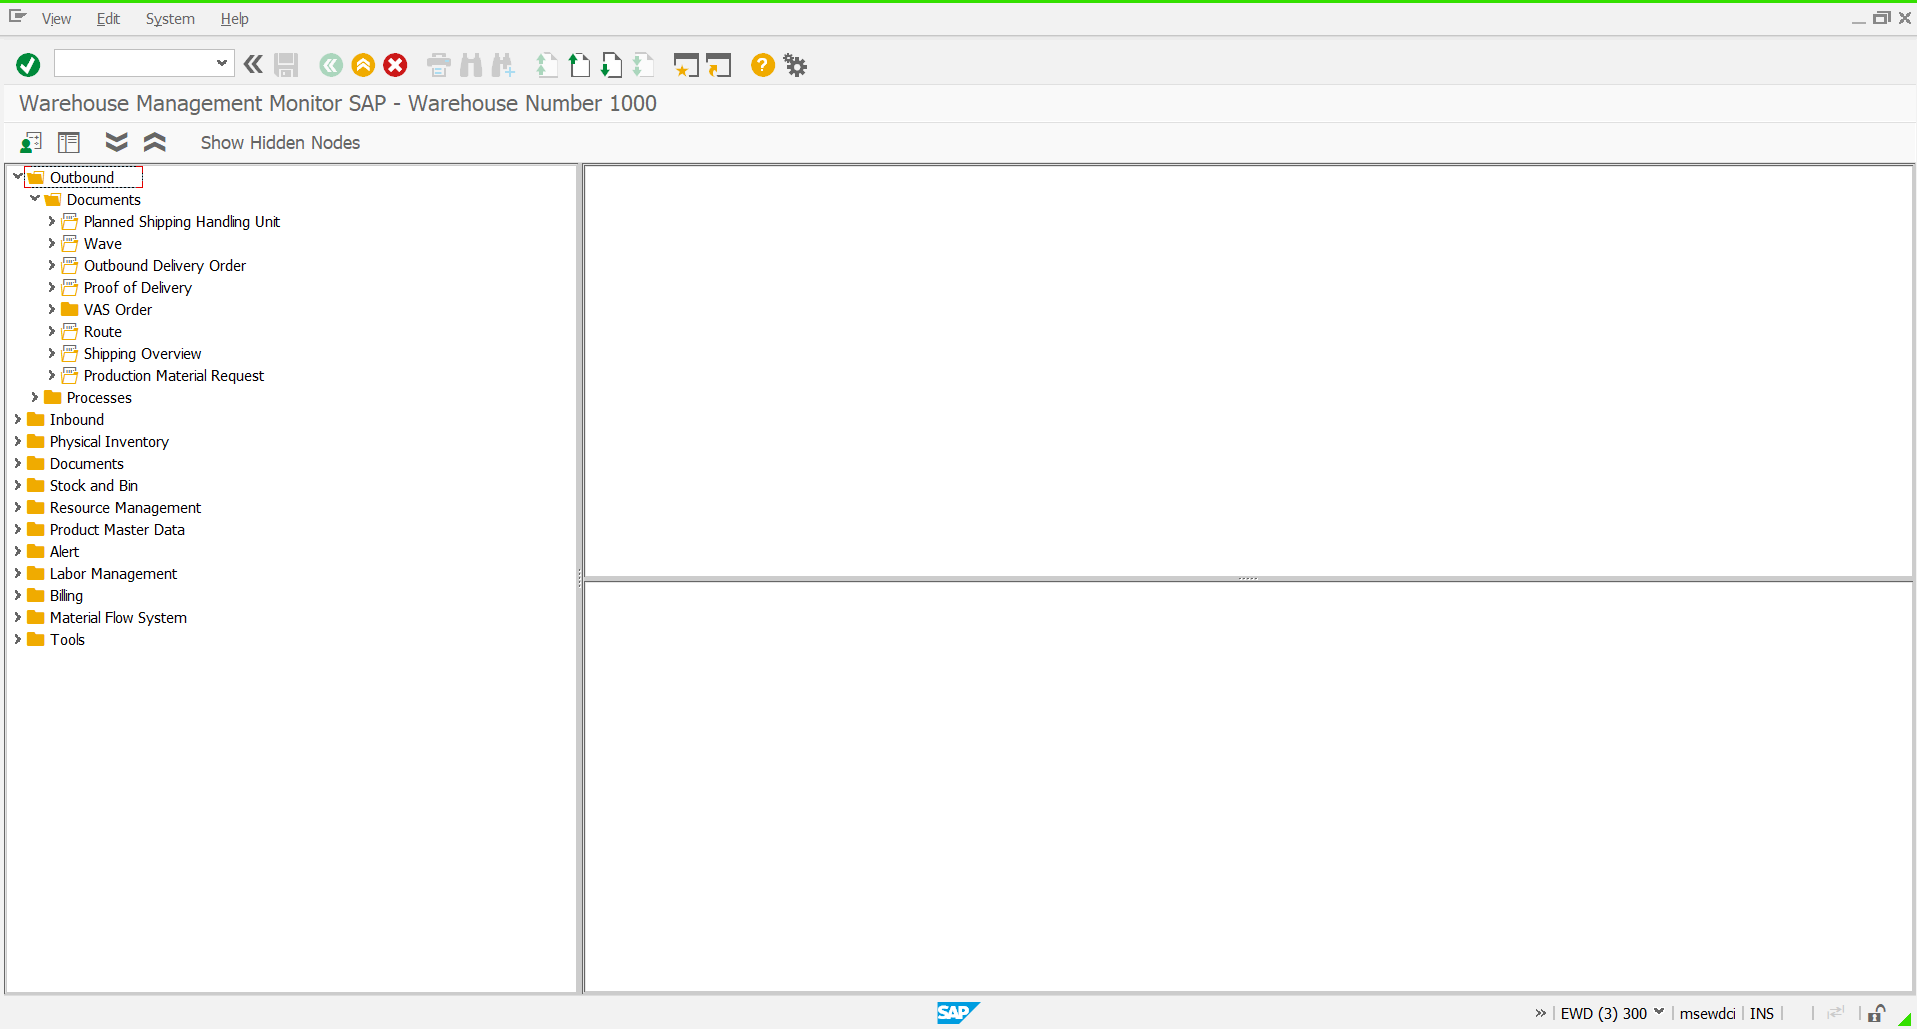 View Edit System Help
Warehouse Management Monitor SAP - Warehouse Number 1000
Show Hidden Nodes
Outbound
Documents
Planned Shipping Handling Unit
Wave
Outbound Delivery Order
Proof of Delivery
VAS Order
Route
Shipping Overview
Production Material Request
Processes
Inbound
Physical Inventory
Documents
Stock and Bin
Resource Management
Product Master Data
Alert
Labor Management
Billing
Material Flow System
Tools
SAP
» EWD (3) 300 msewdci INS